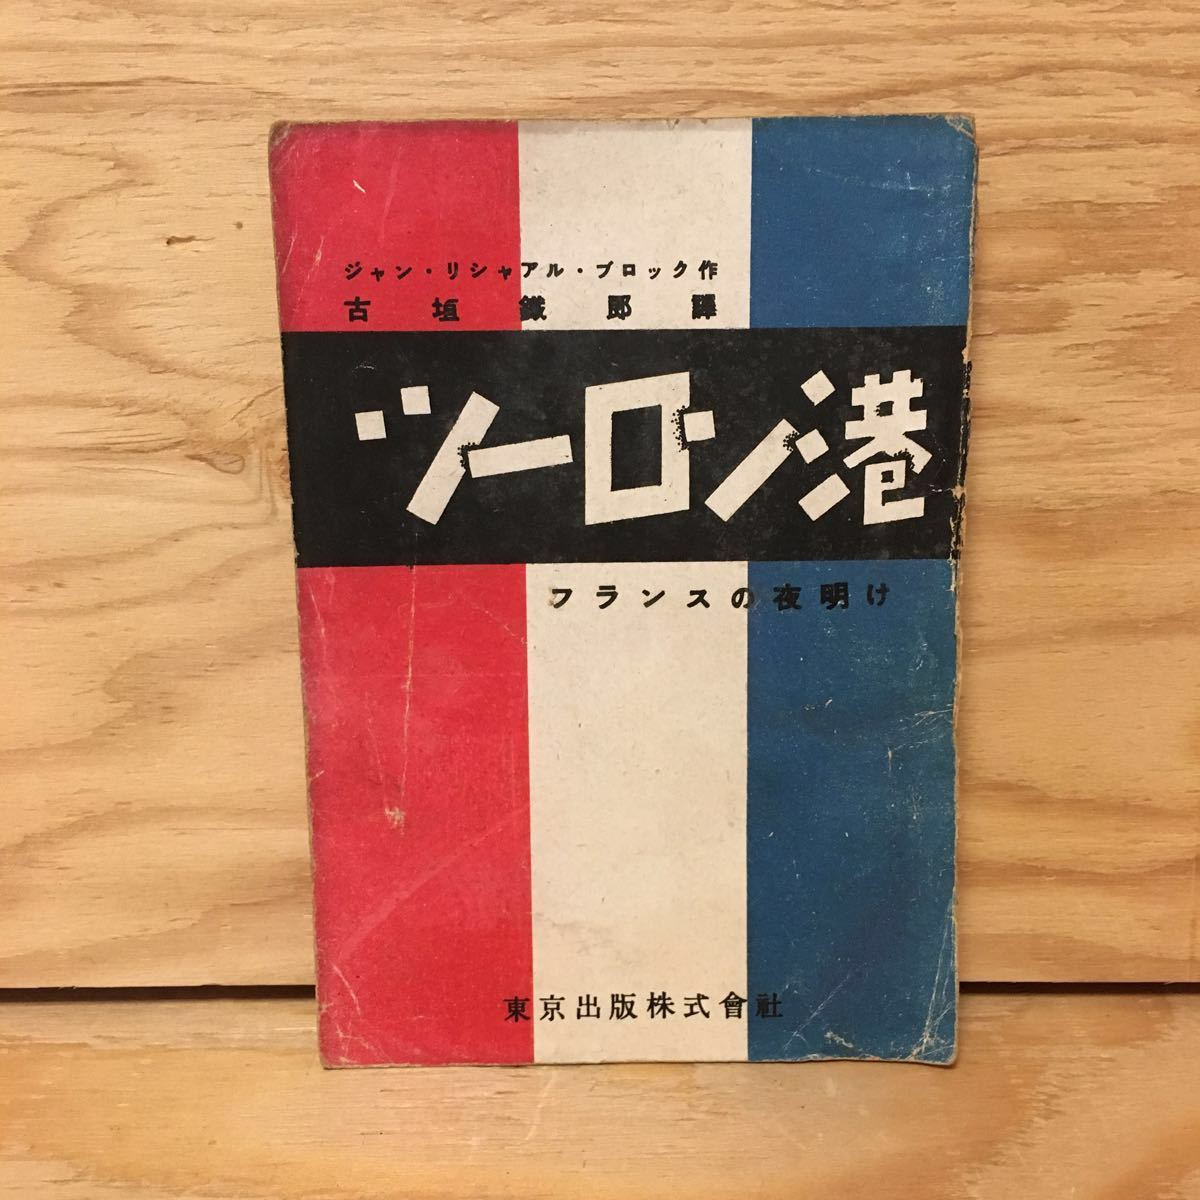 ジャン・リシャアル・ブロック作
古垣鐵郎譯
ツーロン港
フランスの夜明け
東京出版株式會社